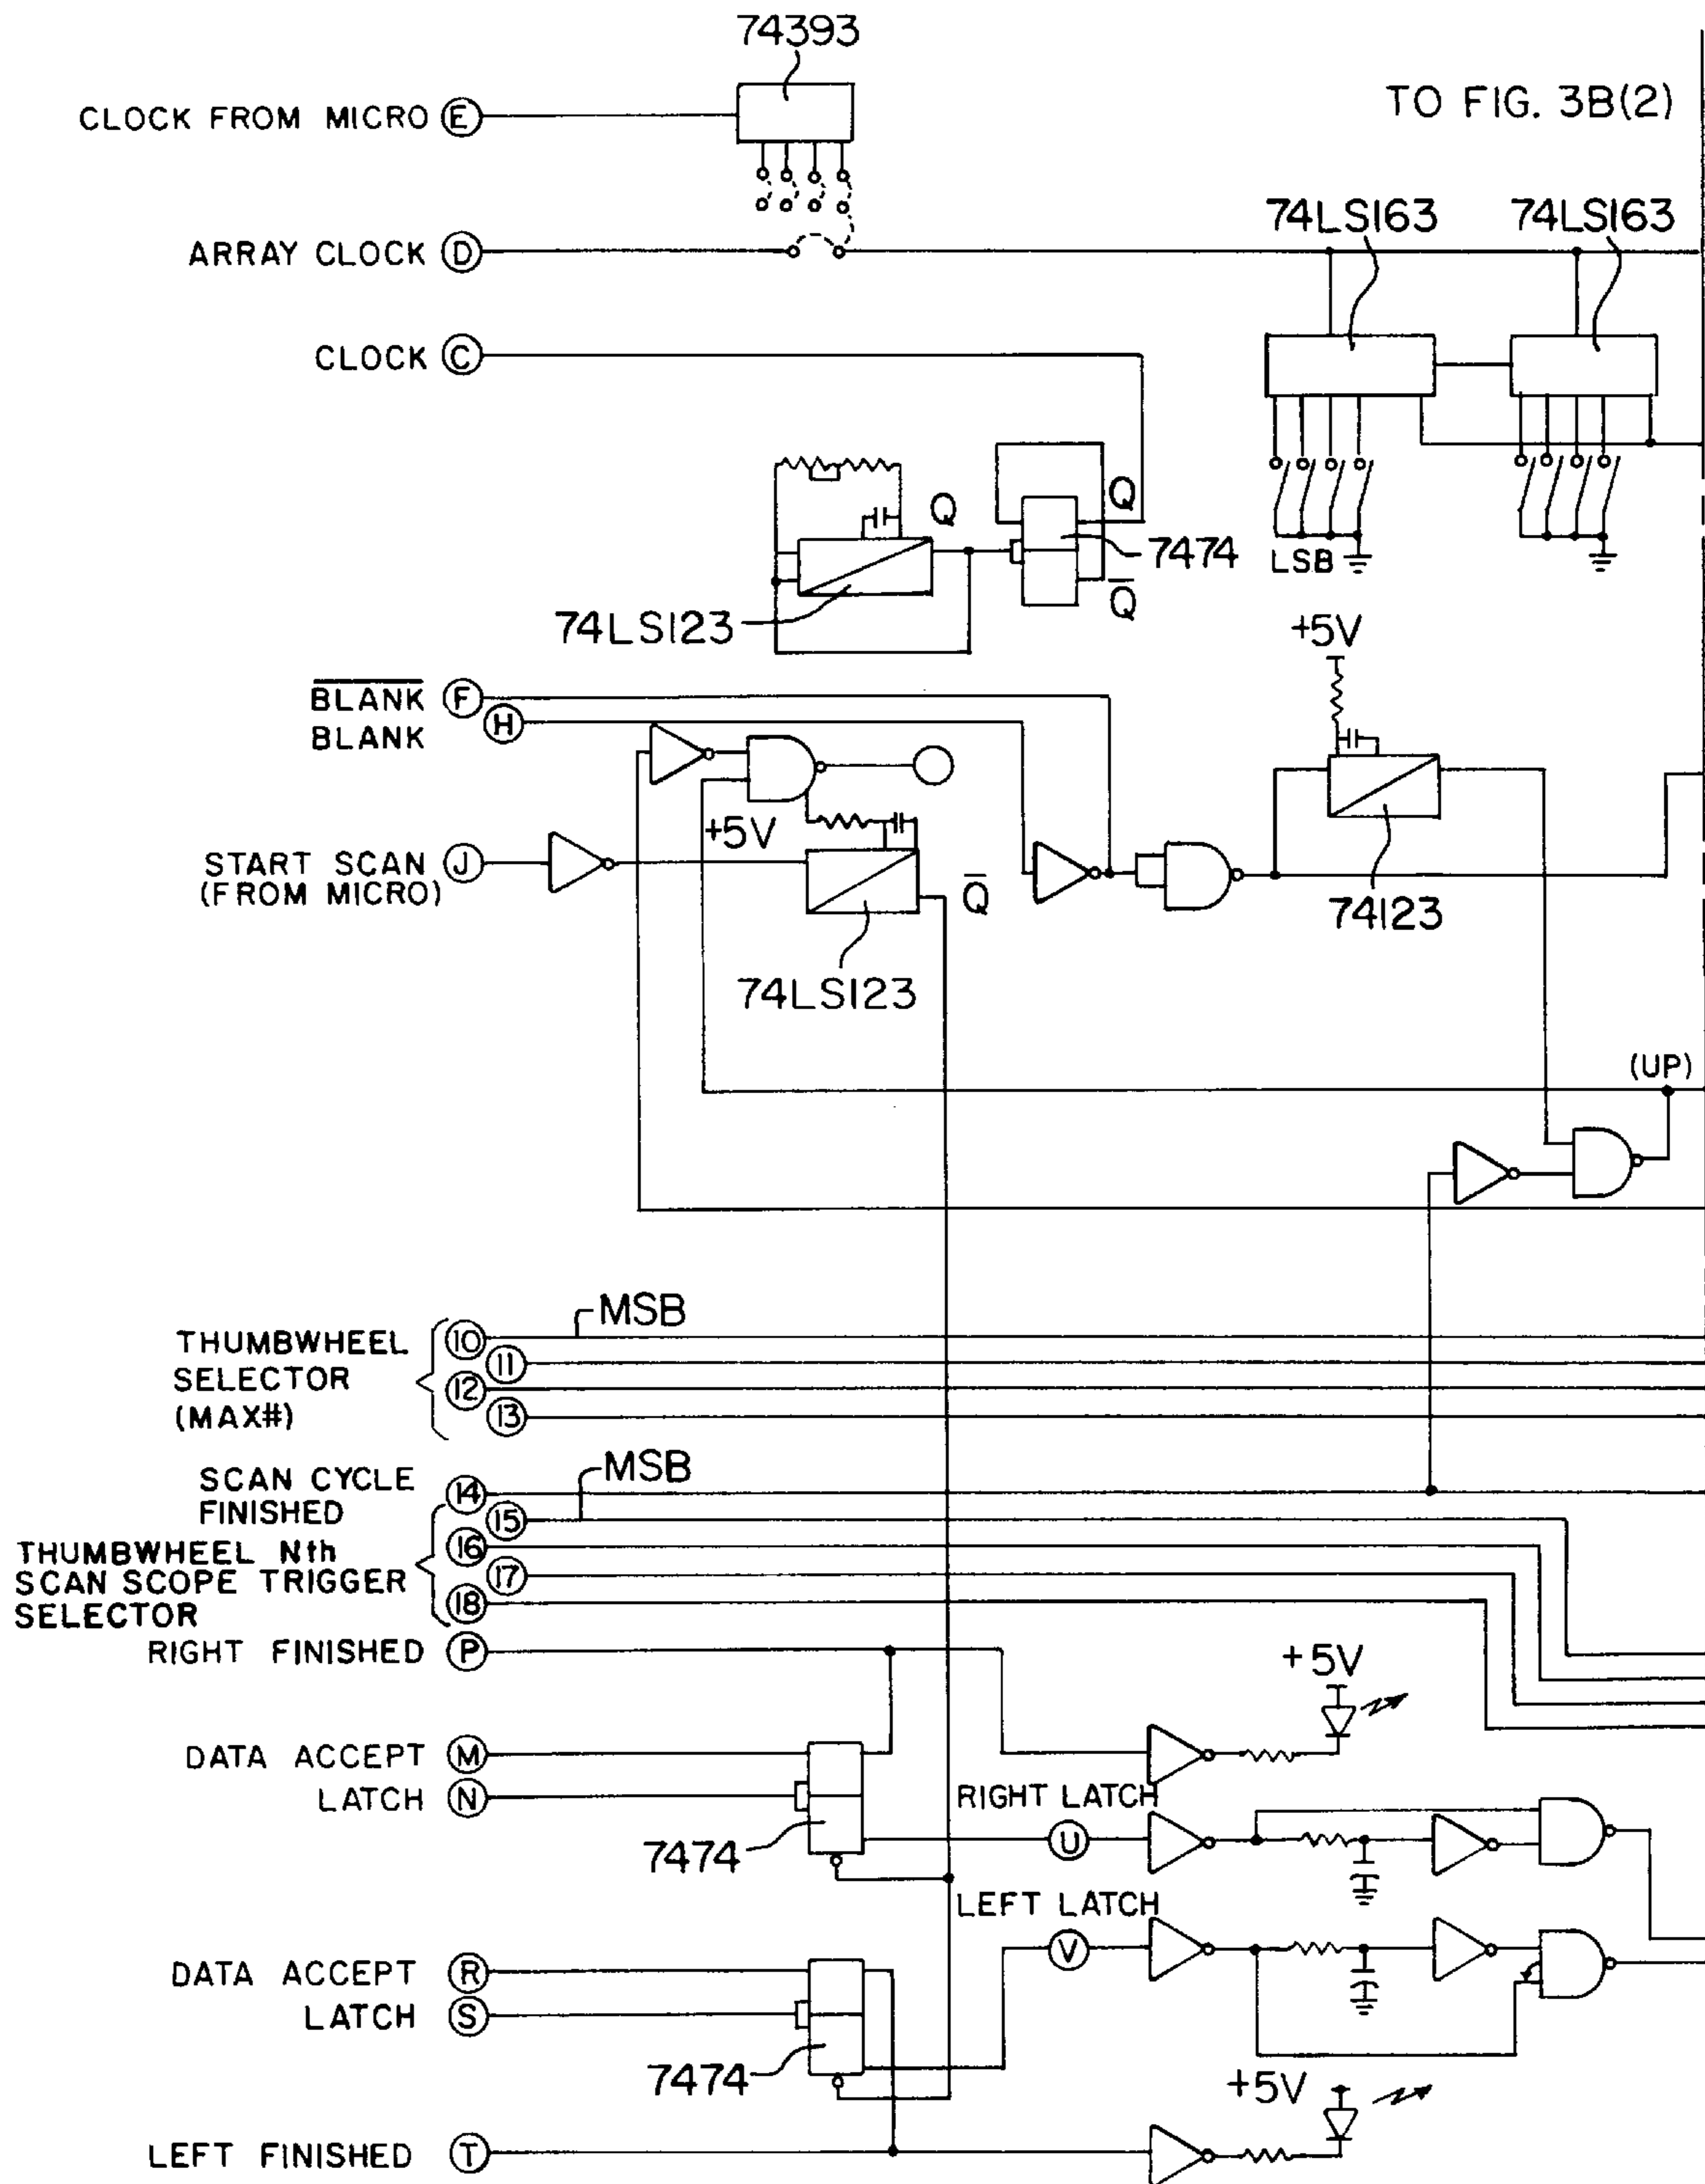 74393
CLOCK FROM MICRO E
TO FIG. 3B(2)
74LS163 74LS163
ARRAY CLOCK D
CLOCK C
Q
Q
7474
Q̅
LSB
74LS123
+5V
B̅L̅A̅N̅K̅ F
BLANK H
+5V
START SCAN J
(FROM MICRO)
Q̅
74123
74LS123
(UP)
MSB
THUMBWHEEL
SELECTOR
(MAX#)
10
11
12
13
MSB
SCAN CYCLE
FINISHED
14
15
16
17
18
THUMBWHEEL Nth
SCAN SCOPE TRIGGER
SELECTOR
RIGHT FINISHED P
+5V
DATA ACCEPT M
LATCH N
RIGHT LATCH
U
7474
LEFT LATCH
V
DATA ACCEPT R
LATCH S
7474
+5V
LEFT FINISHED T